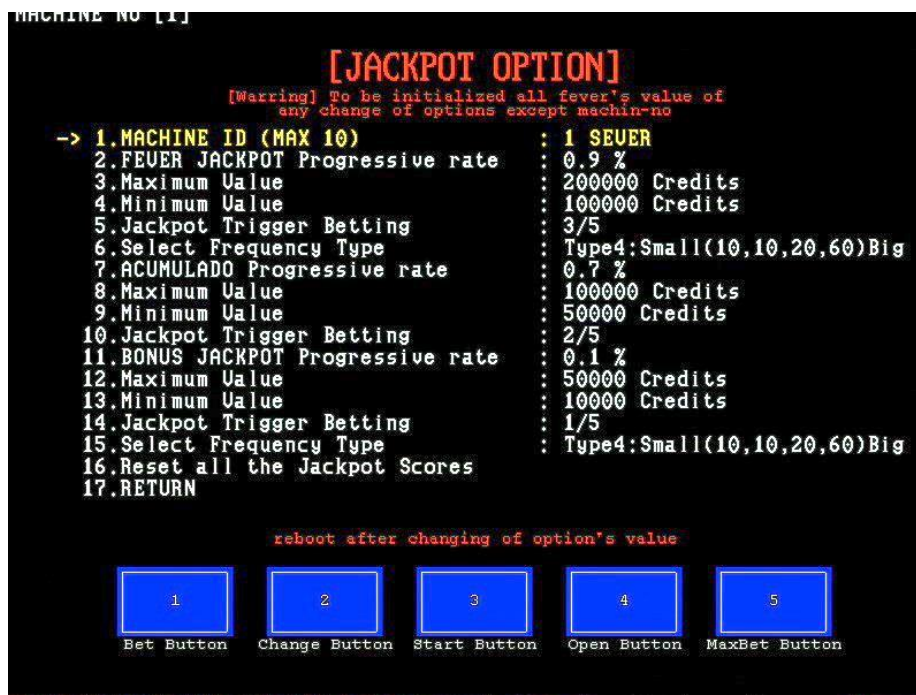 MACHINE NO [1]
[JACKPOT OPTION]
[Warring] To be initialized all fever's value of
any change of options except machin-no
-> 1.MACHINE ID (MAX 10) : 1 SEVER
2.FEVER JACKPOT Progressive rate : 0.9 %
3.Maximum Value : 200000 Credits
4.Minimum Value : 100000 Credits
5.Jackpot Trigger Betting : 3/5
6.Select Frequency Type : Type4:Small(10,10,20,60)Big
7.ACUMULADO Progressive rate : 0.7 %
8.Maximum Value : 100000 Credits
9.Minimum Value : 50000 Credits
10.Jackpot Trigger Betting : 2/5
11.BONUS JACKPOT Progressive rate : 0.1 %
12.Maximum Value : 50000 Credits
13.Minimum Value : 10000 Credits
14.Jackpot Trigger Betting : 1/5
15.Select Frequency Type : Type4:Small(10,10,20,60)Big
16.Reset all the Jackpot Scores
17.RETURN
reboot after changing of option's value
1 2 3 4 5
Bet Button Change Button Start Button Open Button MaxBet Button